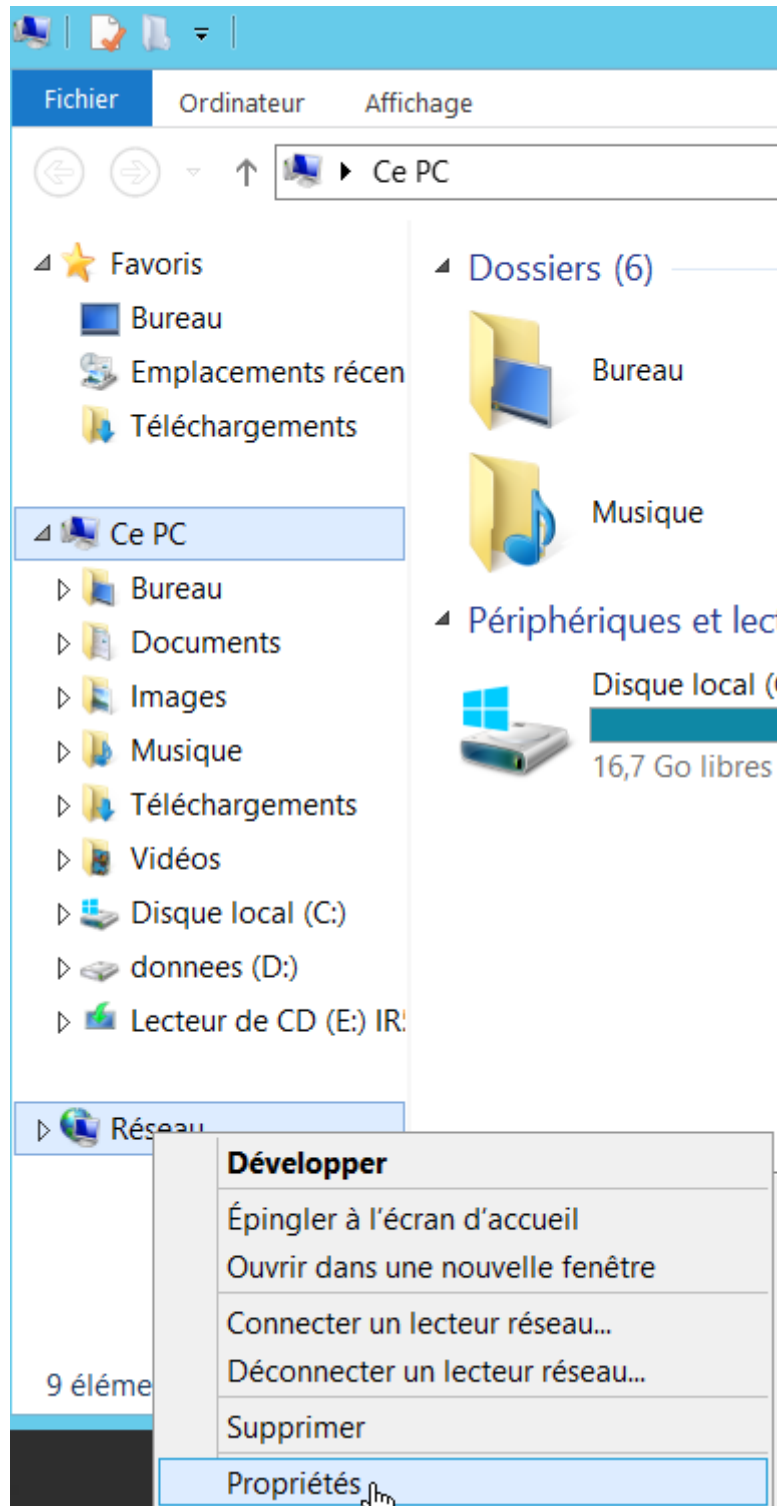 Fichier Ordinateur Affichage
Ce PC
Favoris
Bureau
Emplacements récen
Téléchargements
Ce PC
Bureau
Documents
Images
Musique
Téléchargements
Vidéos
Disque local (C:)
donnees (D:)
Lecteur de CD (E:)
Réseau
9 éléme
Dossiers (6)
Bureau
Musique
Périphériques et lect
Disque local (
16,7 Go libres
Développer
Épingler à l'écran d'accueil
Ouvrir dans une nouvelle fenêtre
Connecter un lecteur réseau...
Déconnecter un lecteur réseau...
Supprimer
Propriétés